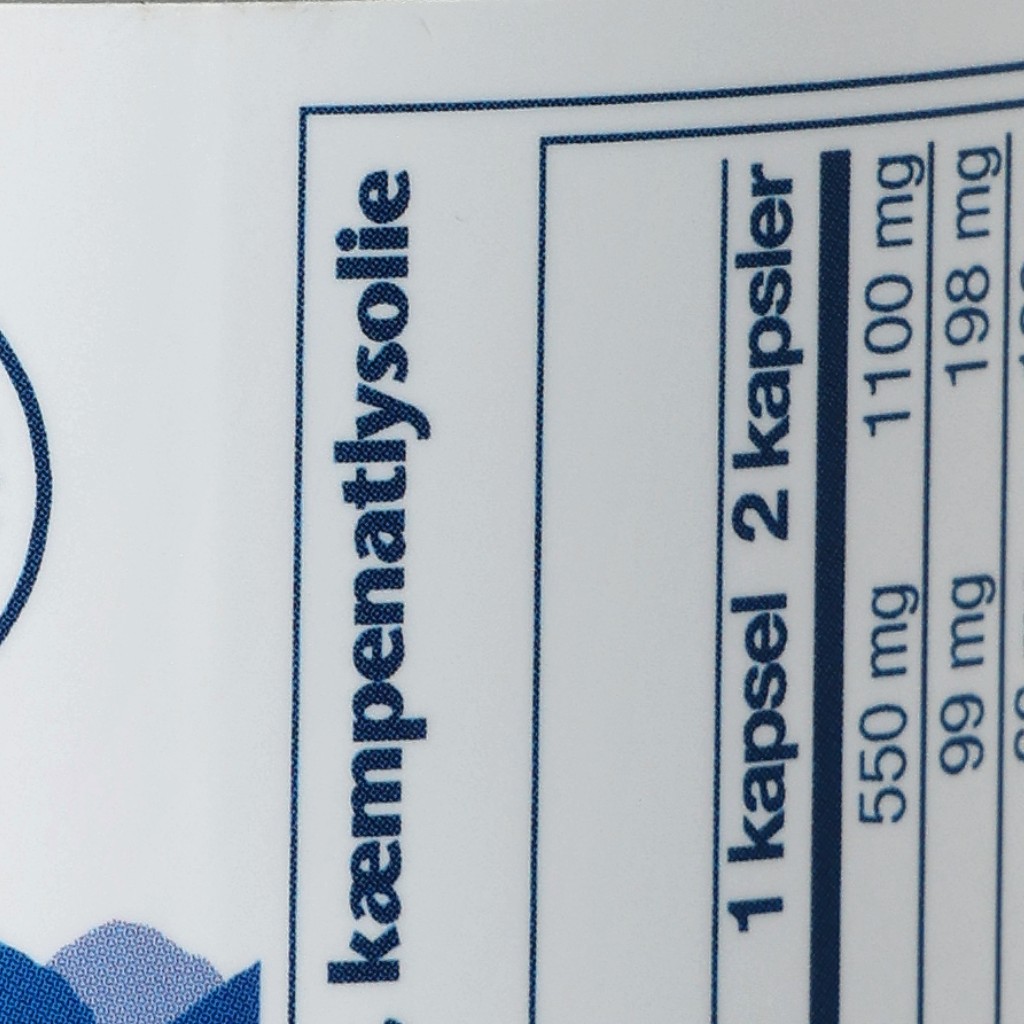 kæmpenatlysolie
1 kapsel 2 kapsler
550 mg 1100 mg
99 mg 198 mg